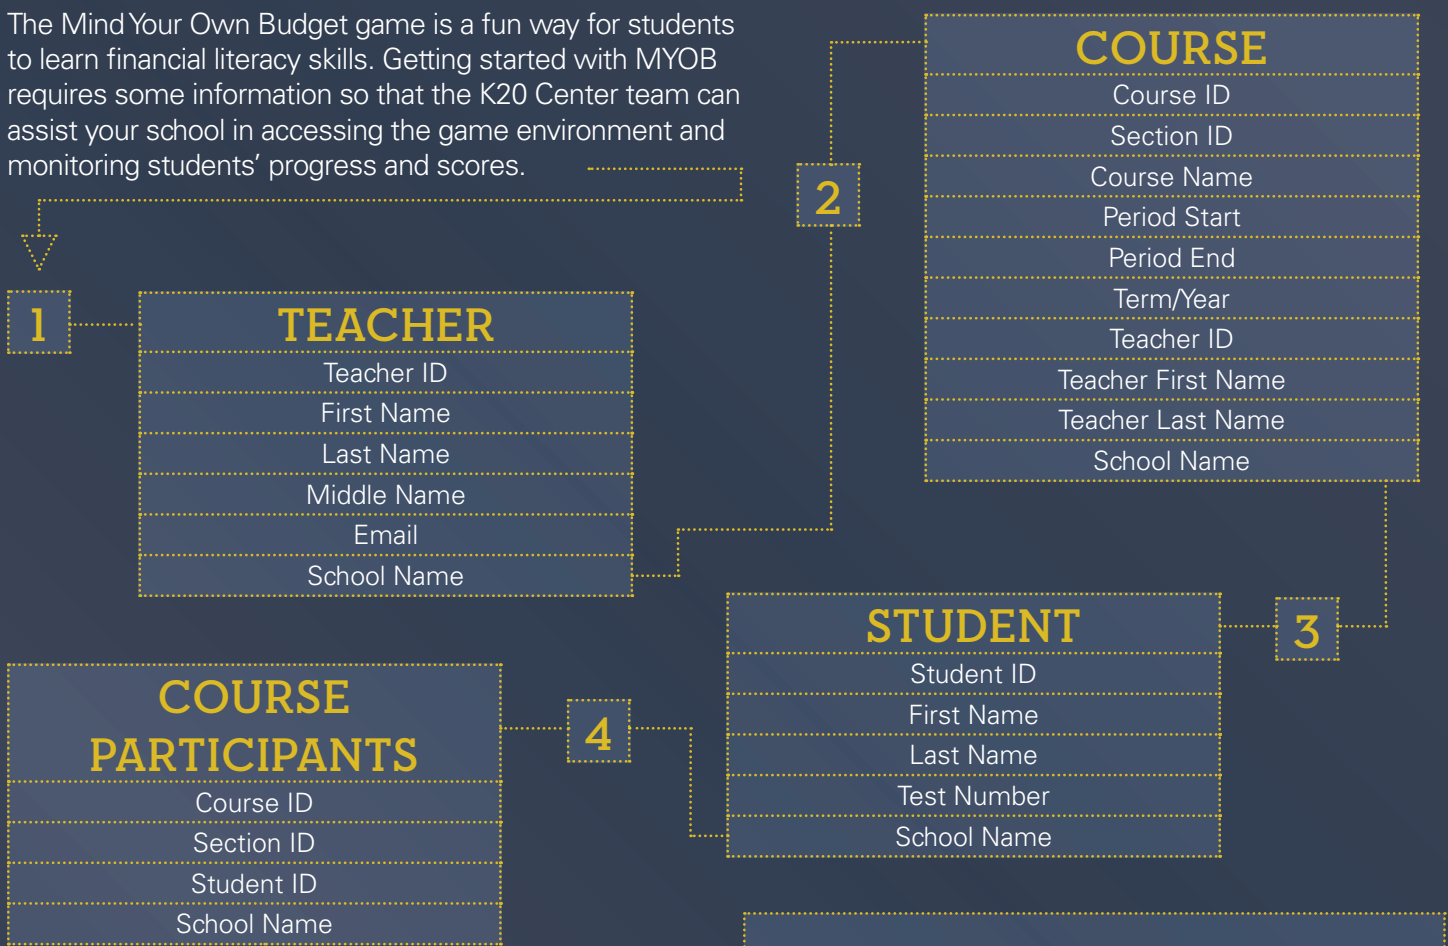 The Mind Your Own Budget game is a fun way for students
to learn financial literacy skills. Getting started with MYOB
requires some information so that the K20 Center team can
assist your school in accessing the game environment and
monitoring students’ progress and scores.
1
TEACHER
Teacher ID
First Name
Last Name
Middle Name
Email
School Name
2
COURSE
Course ID
Section ID
Course Name
Period Start
Period End
Term/Year
Teacher ID
Teacher First Name
Teacher Last Name
School Name
3
STUDENT
Student ID
First Name
Last Name
Test Number
School Name
4
COURSE
PARTICIPANTS
Course ID
Section ID
Student ID
School Name